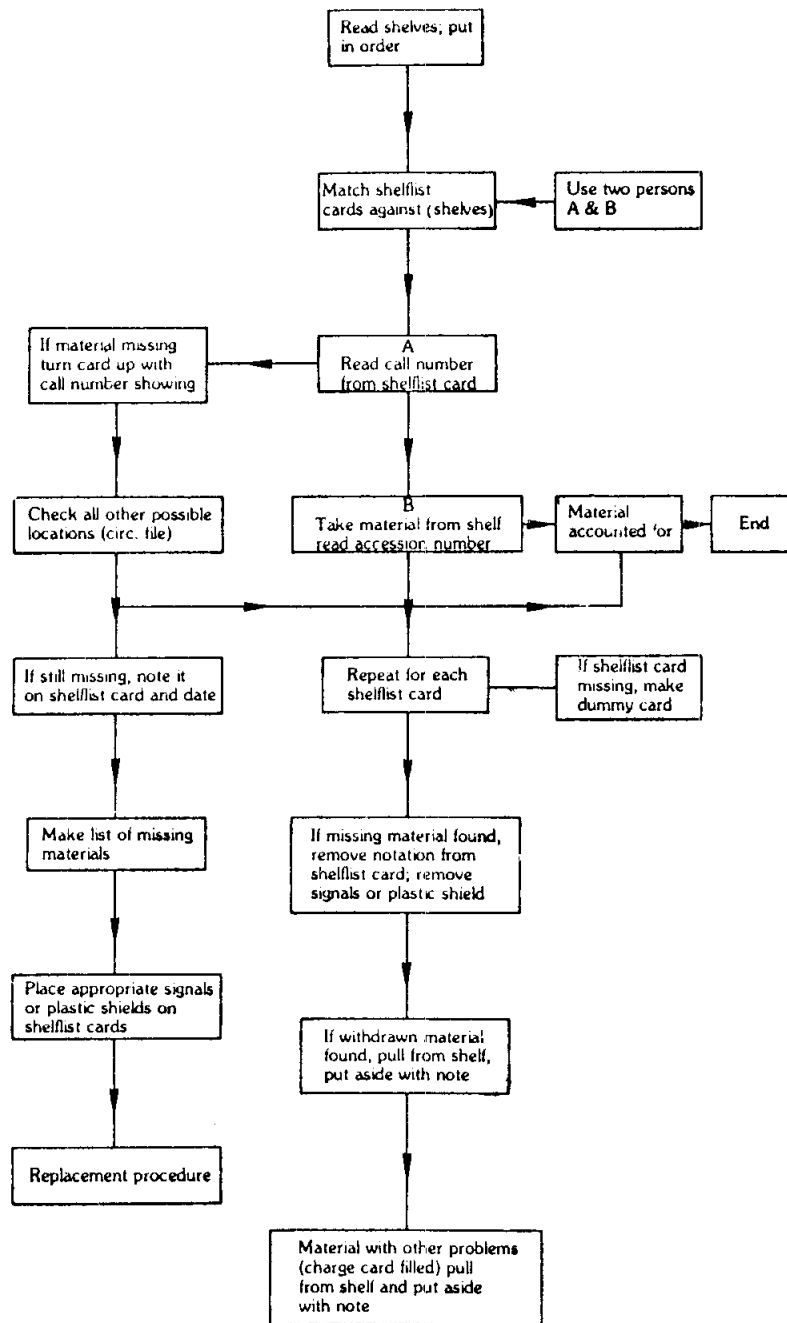 Read shelves; put
in order
Match shelflist
cards against (shelves)
Use two persons
A & B
If material missing
turn card up with
call number showing
A
Read call number
from shelflist card
Check all other possible
locations (circ. file)
B
Take material from shelf
read accession number
Material
accounted for
End
If still missing, note it
on shelflist card and date
Repeat for each
shelflist card
If shelflist card
missing, make
dummy card
Make list of missing
materials
If missing material found,
remove notation from
shelflist card; remove
signals or plastic shield
Place appropriate signals
or plastic shields on
shelflist cards
If withdrawn material
found, pull from shelf,
put aside with note
Replacement procedure
Material with other problems
(charge card filled) pull
from shelf and put aside
with note